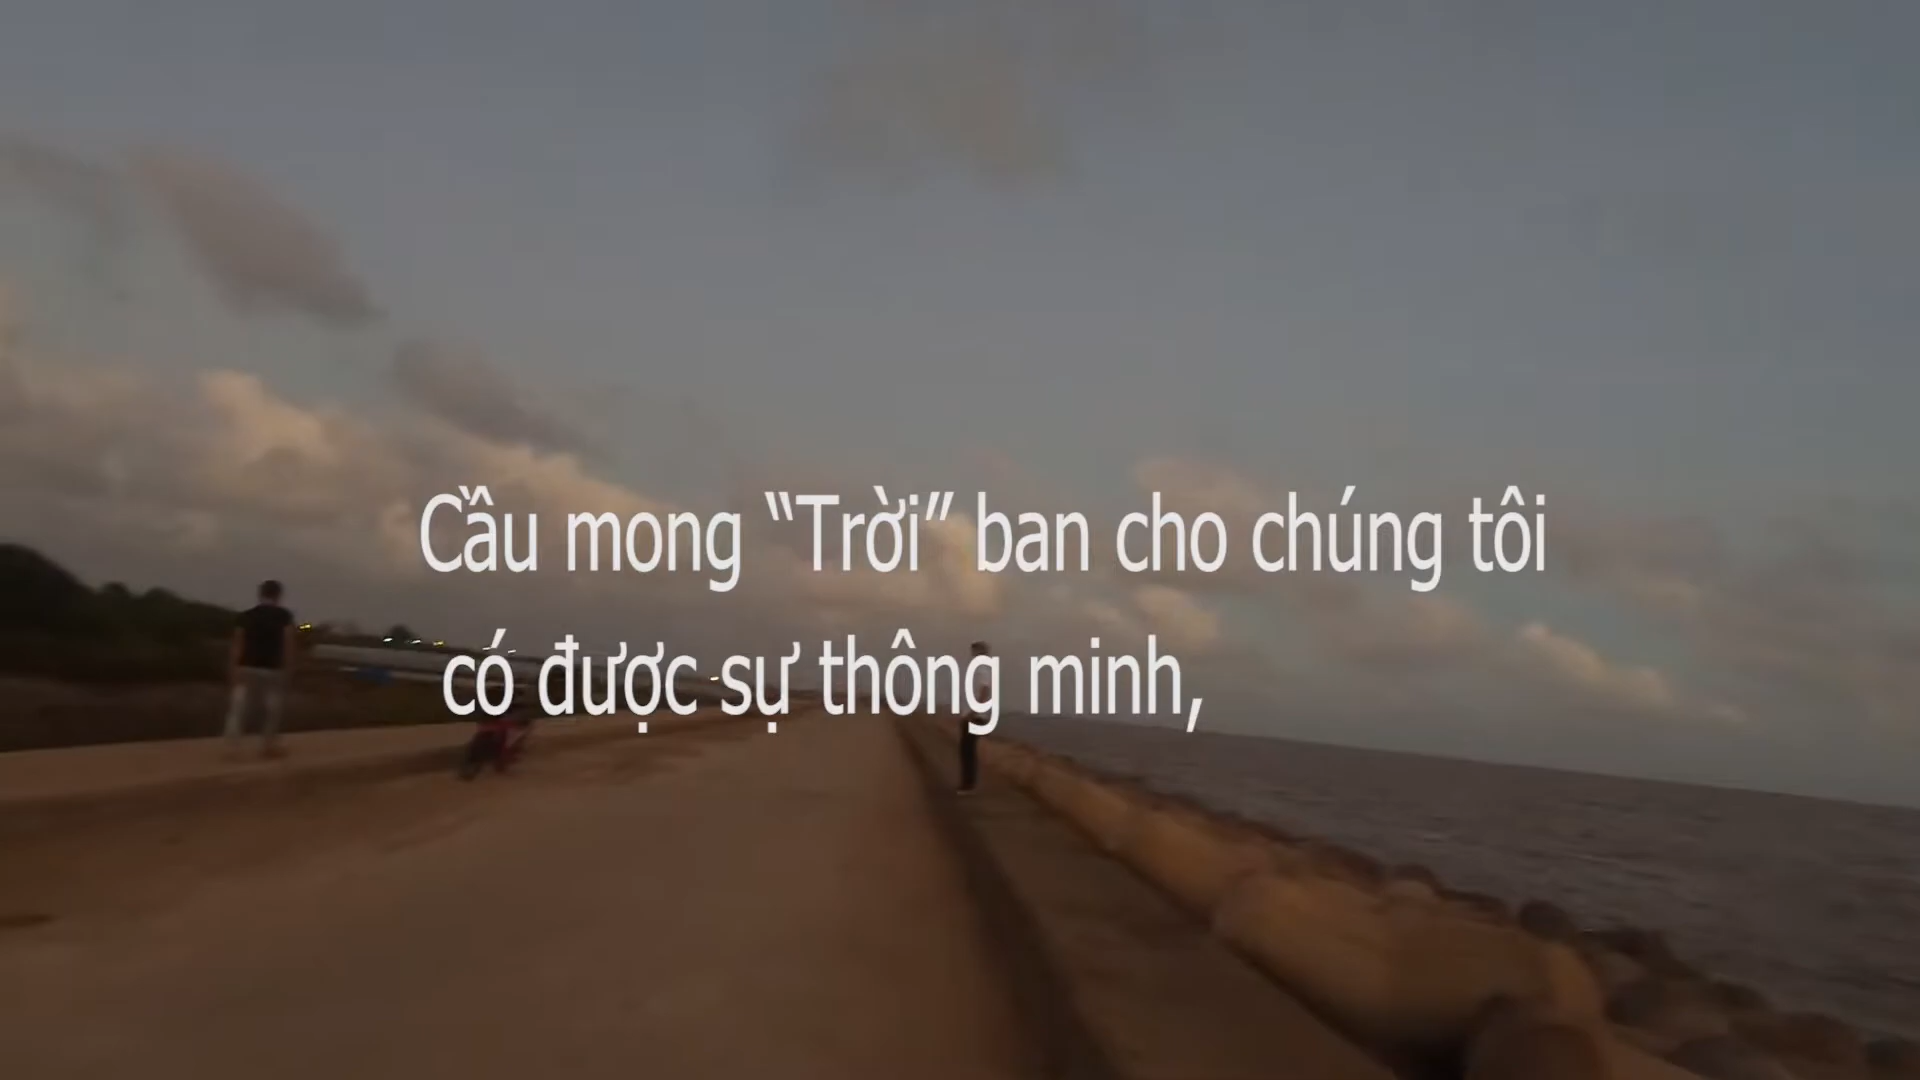 Cầu mong “Trời” ban cho chúng tôi
có được sự thông minh,